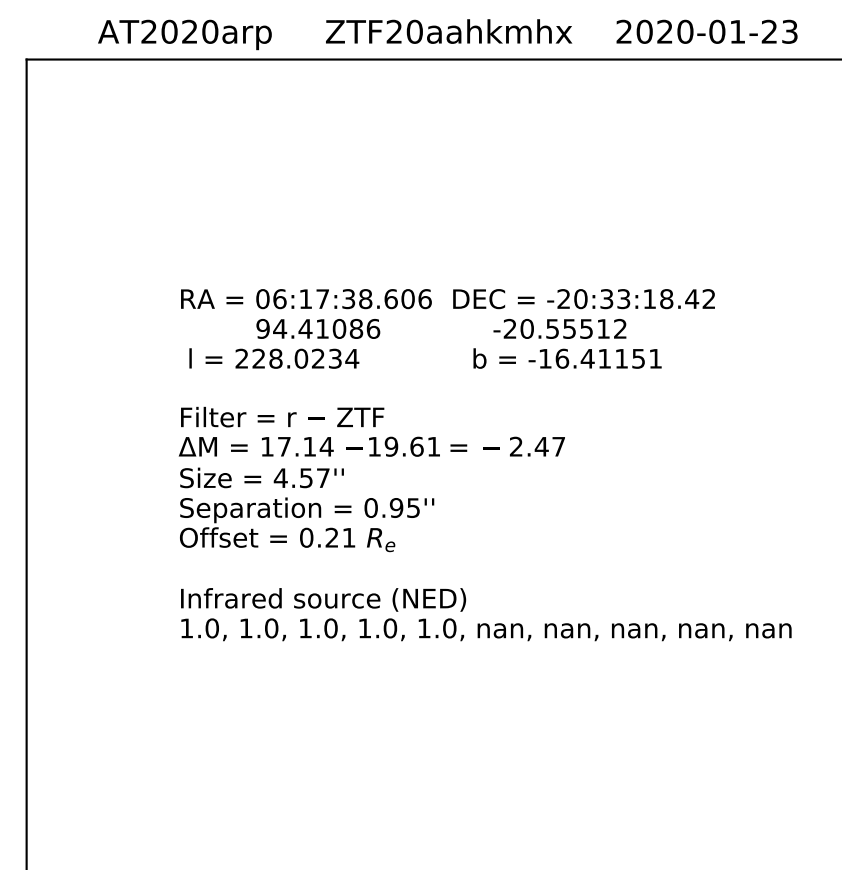 AT2020arp ZTF20aahkmhx 2020-01-23
RA = 06:17:38.606 DEC = -20:33:18.42
94.41086 -20.55512
l = 228.0234 b = -16.41151
Filter = r − ZTF
ΔM = 17.14 −19.61 = − 2.47
Size = 4.57''
Separation = 0.95''
Offset = 0.21 Re
Infrared source (NED)
1.0, 1.0, 1.0, 1.0, 1.0, nan, nan, nan, nan, nan